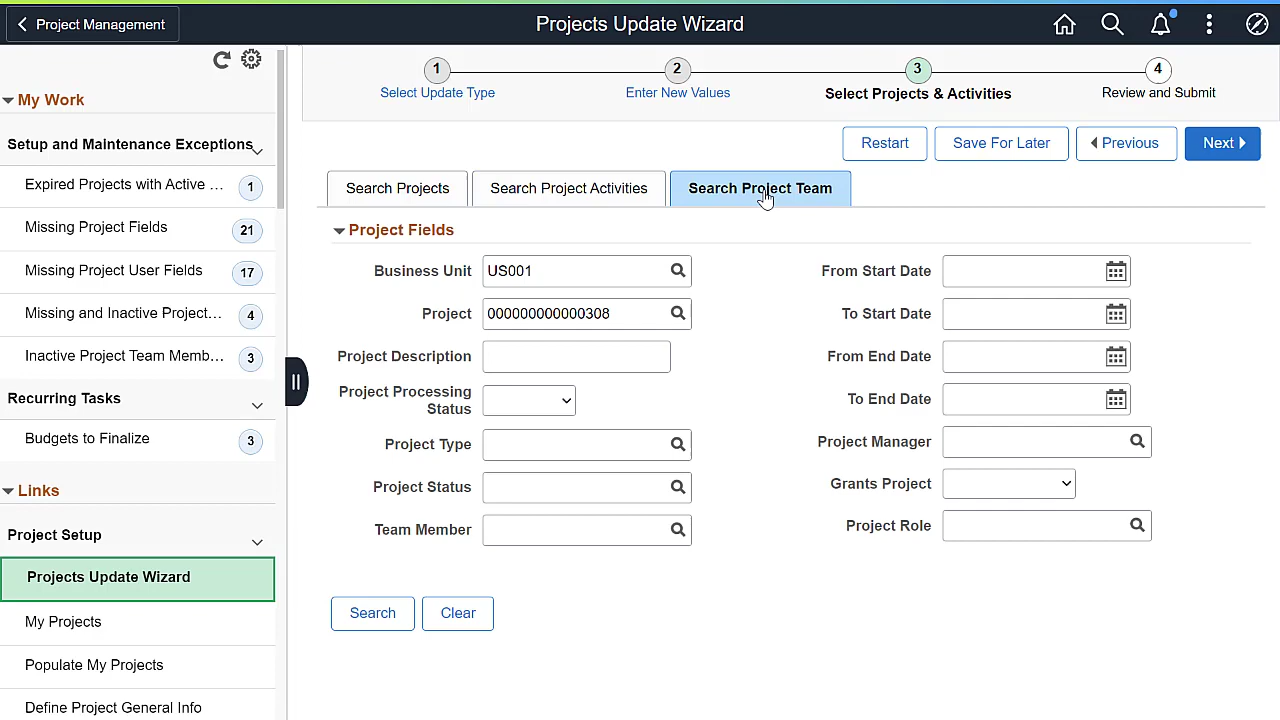 Project Management
Projects Update Wizard
My Work
Setup and Maintenance Exceptions
Expired Projects with Active ... 1
Missing Project Fields 21
Missing Project User Fields 17
Missing and Inactive Project... 4
Inactive Project Team Memb... 3
Recurring Tasks
Budgets to Finalize 3
Links
Project Setup
Projects Update Wizard
My Projects
Populate My Projects
Define Project General Info
1 2 3 4
Select Update Type Enter New Values Select Projects & Activities Review and Submit
Restart Save For Later Previous Next
Search Projects Search Project Activities Search Project Team
Project Fields
Business Unit US001 From Start Date
Project 000000000000308 To Start Date
Project Description From End Date
Project Processing
Status To End Date
Project Type Project Manager
Project Status Grants Project
Team Member Project Role
Search Clear